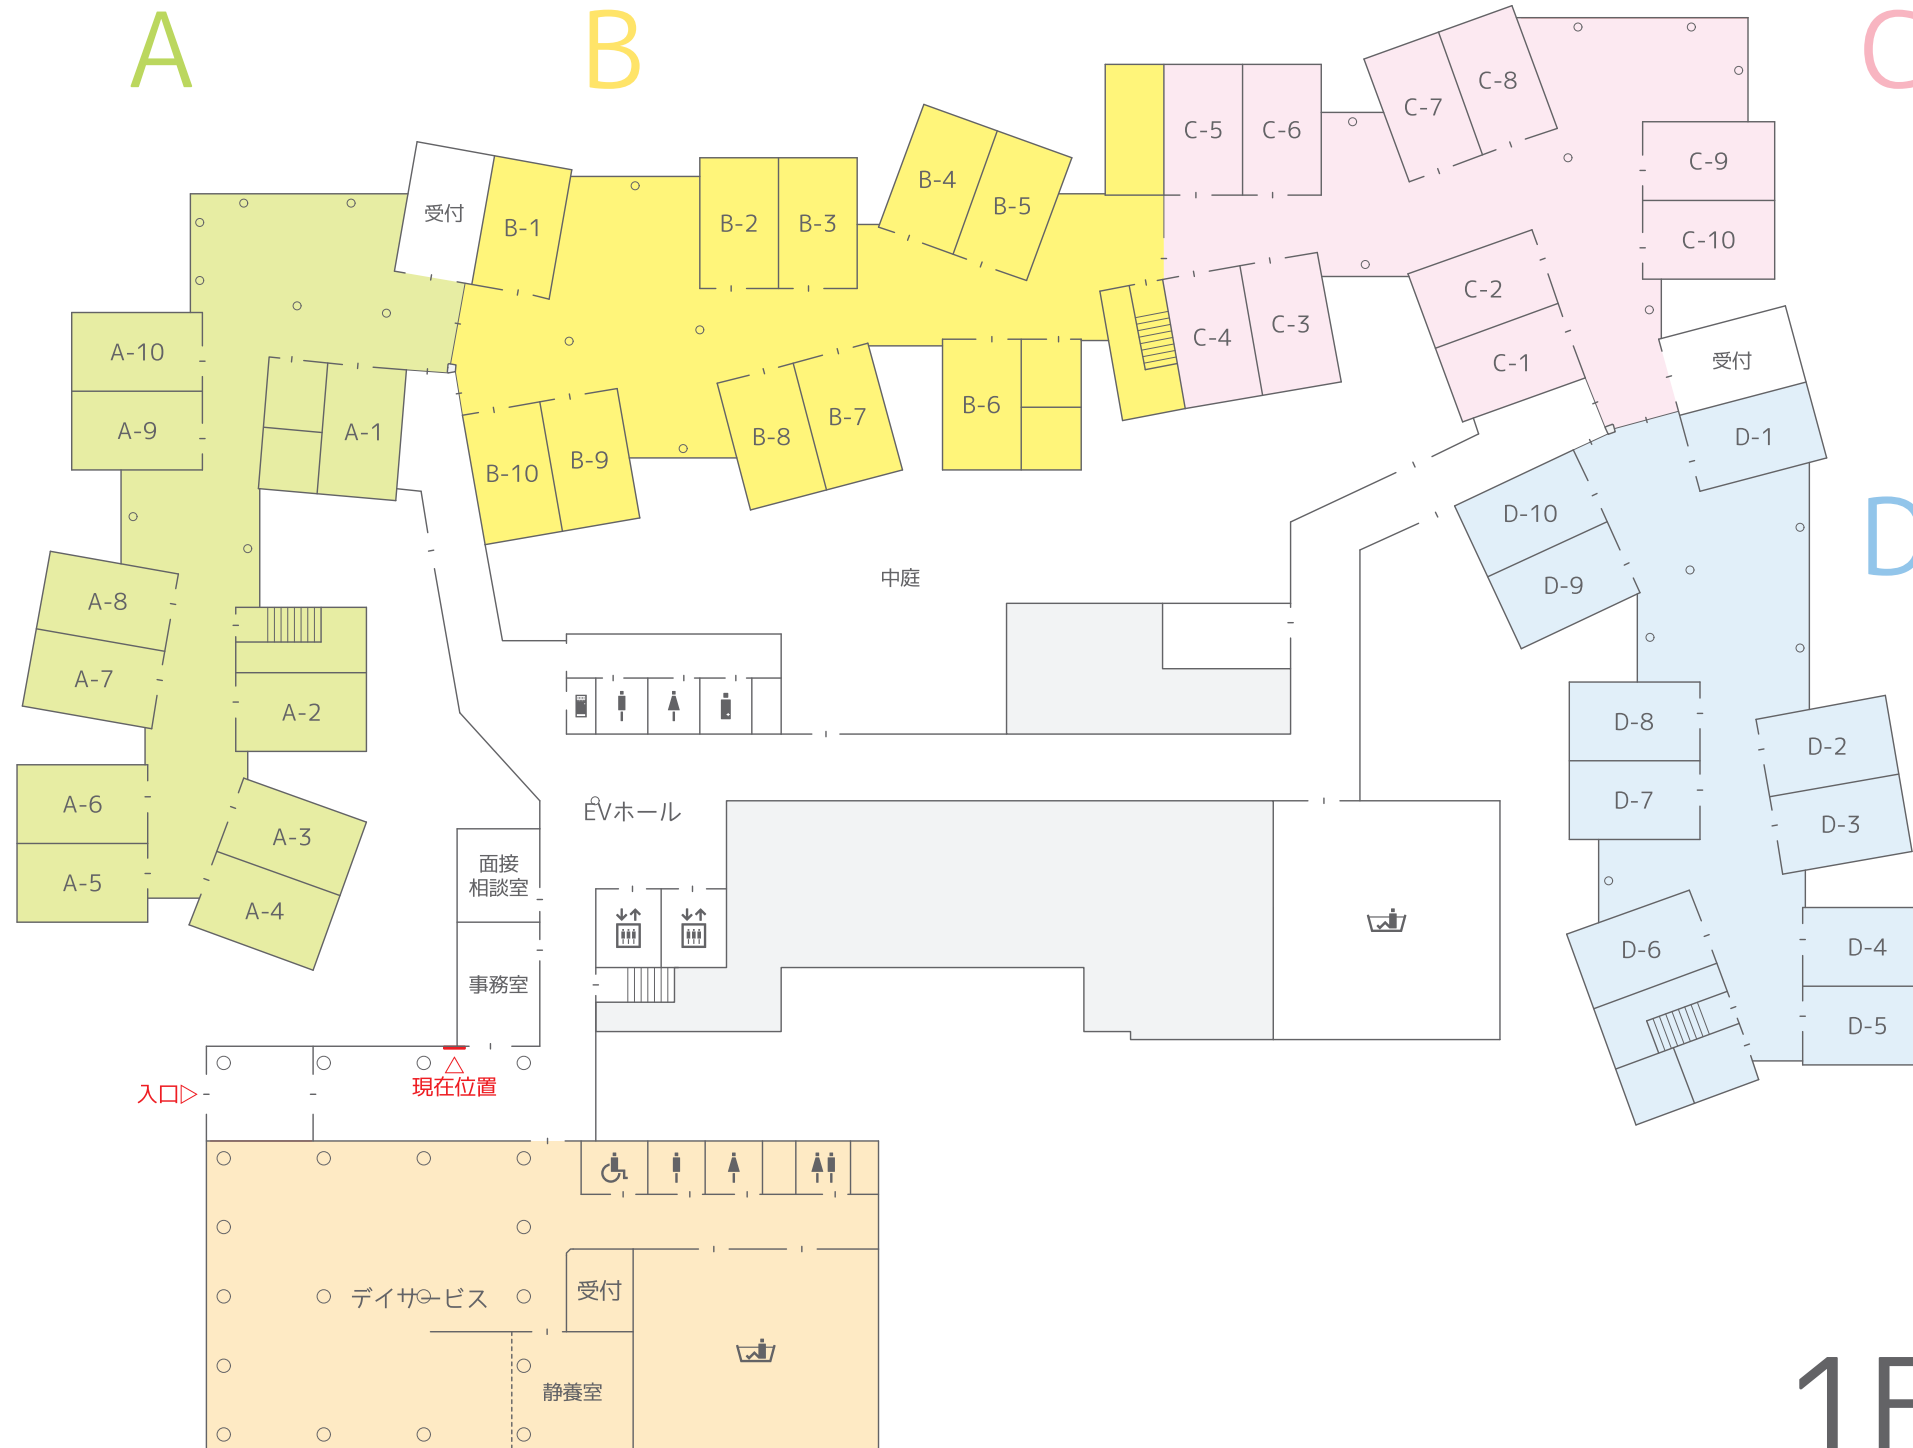 A
B
C
D
受付
B-1
B-2
B-3
B-4
B-5
C-5
C-6
C-7
C-8
C-9
C-10
C-2
C-1
C-4
C-3
受付
D-1
A-10
A-9
A-1
B-10
B-9
B-8
B-7
B-6
D-10
D-9
A-8
A-7
A-2
中庭
D-8
D-7
D-2
D-3
A-6
A-5
A-3
A-4
EVホール
面接
相談室
事務室
D-6
D-4
D-5
入口▷
△
現在位置
デイサービス
受付
静養室
1F